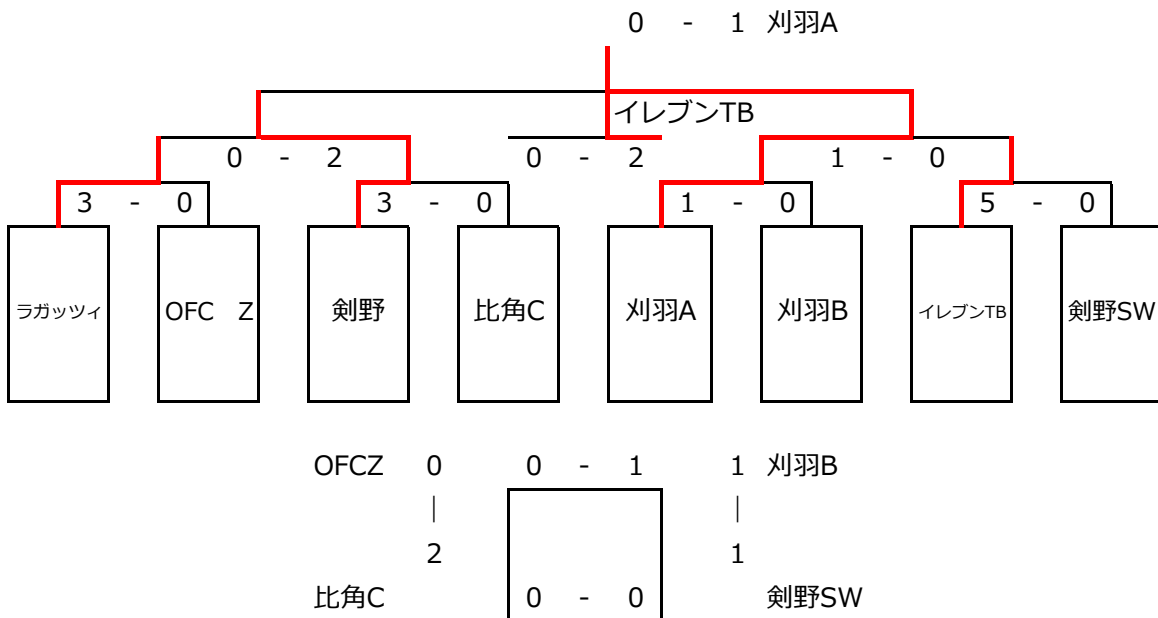 0 - 1 刈羽A
イレブンTB
0 - 2 0 - 2 1 - 0
3 - 0 3 - 0 1 - 0 5 - 0
ラガッツィ OFC Z 剣野 比角C 刈羽A 刈羽B イレブンTB 剣野SW
OFCZ 0 0 - 1 1 刈羽B
| |
2 1
比角C 0 - 0 剣野SW